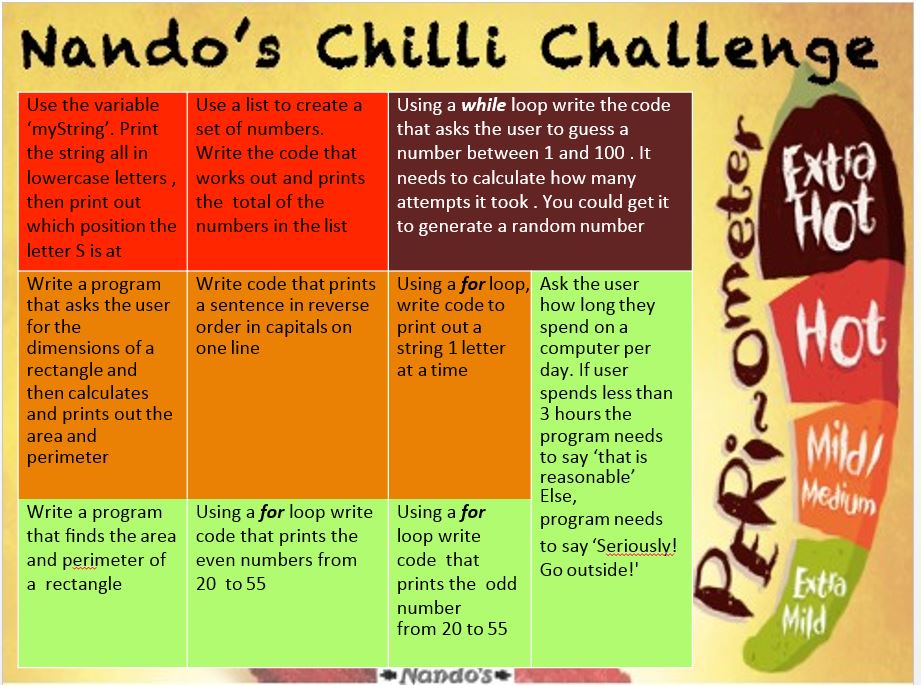 Nando's Chilli Challenge
Use the variable
‘myString’. Print
the string all in
lowercase letters ,
then print out
which position the
letter S is at
Use a list to create a
set of numbers.
Write the code that
works out and prints
the  total of the
numbers in the list
Using a while loop write the code
that asks the user to guess a
number between 1 and 100 . It
needs to calculate how many
attempts it took . You could get it
to generate a random number
Write a program
that asks the user
for the
dimensions of a
rectangle and
then calculates
and prints out the
area and
perimeter
Write code that prints
a sentence in reverse
order in capitals on
one line
Using a for loop,
write code to
print out a
string 1 letter
at a time
Ask the user
how long they
spend on a
computer per
day. If user
spends less than
3 hours the
program needs
to say ‘that is
reasonable’
Else,
program needs
to say ‘Seriously!
Go outside!'
Write a program
that finds the area
and perimeter of
a  rectangle
Using a for loop write
code that prints the
even numbers from
20  to 55
Using a for
loop write
code  that
prints the  odd
number
from 20 to 55
PERi-ometer
Extra
Hot
Hot
Mild/
Medium
Extra
Mild
Nando's